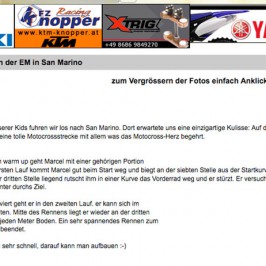 EZ Racing
Knopper
www.ktm-knopper.at
KTM
XTRIG
+49 8686 9849270
YA
KI
n der EM in San Marino
zum Vergrössern der Fotos einfach Anklick
serer Kids fuhren wir los nach San Marino. Dort erwartete uns eine einzigartige Kulisse: Auf d
eine tolle Motocrossstrecke mit allem was das Motocross-Herz begehrt.
n warm up geht Marcel mit einer gehörigen Portion
rsten Lauf kommt Marcel gut beim Start weg und biegt an der siebten Stelle aus der Startkurv
r dritten Stelle liegend rutscht ihm in einer Kurve das Vorderrad weg und er stürzt. Er versuch
nter durchs Ziel.
viert geht er in den zweiten Lauf. er kann sich im
ten. Mitte des Rennens liegt er wieder an der dritten
jeden Meter Boden. Ein sehr spannendes Rennen zum
beendet.
sehr schnell, darauf kann man aufbauen :-)